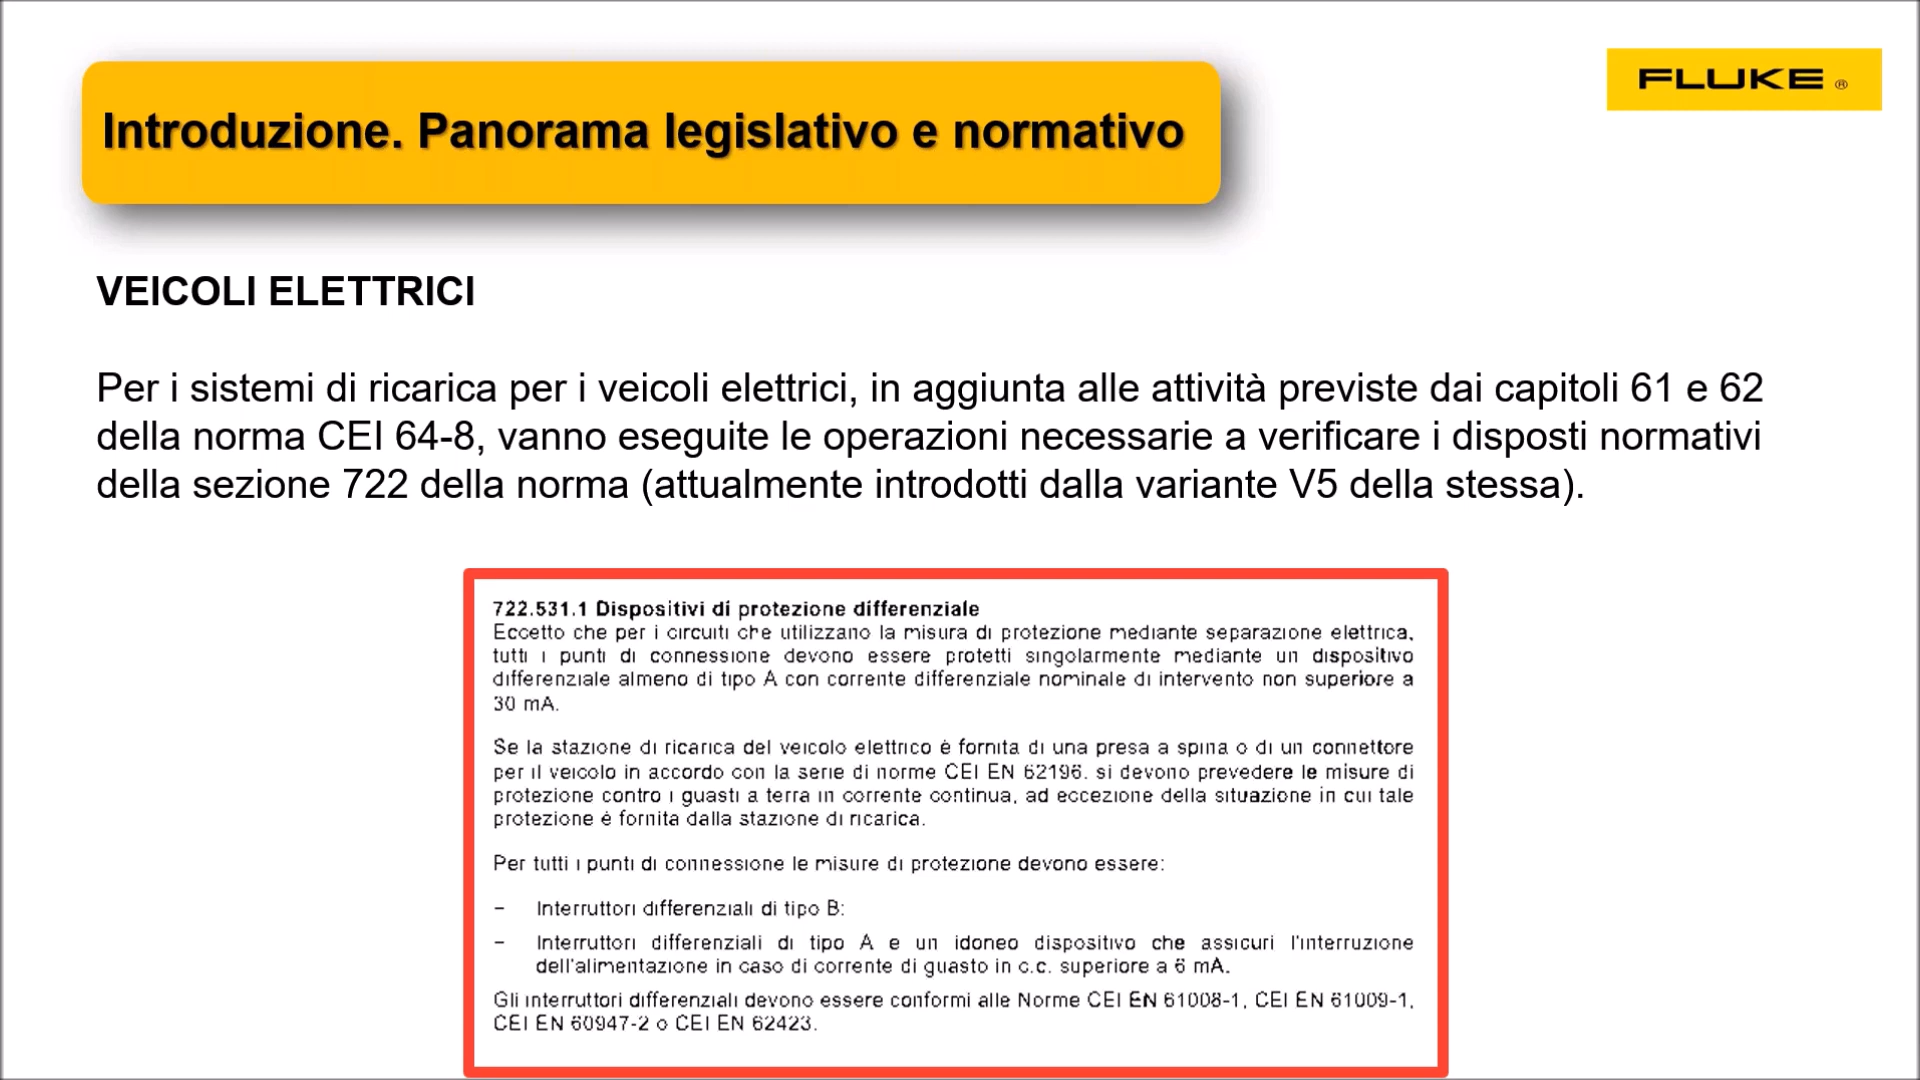 Introduzione. Panorama legislativo e normativo
FLUKE ®
VEICOLI ELETTRICI
Per i sistemi di ricarica per i veicoli elettrici, in aggiunta alle attività previste dai capitoli 61 e 62
della norma CEI 64-8, vanno eseguite le operazioni necessarie a verificare i disposti normativi
della sezione 722 della norma (attualmente introdotti dalla variante V5 della stessa).
722.531.1 Dispositivi di protezione differenziale
Eccetto che per i circuiti che utilizzano la misura di protezione mediante separazione elettrica,
tutti i punti di connessione devono essere protetti singolarmente mediante un dispositivo
differenziale almeno di tipo A con corrente differenziale nominale di intervento non superiore a
30 mA.
Se la stazione di ricarica del veicolo elettrico è fornita di una presa a spina o di un connettore
per il veicolo in accordo con la serie di norme CEI EN 62196, si devono prevedere le misure di
protezione contro i guasti a terra in corrente continua, ad eccezione della situazione in cui tale
protezione è fornita dalla stazione di ricarica.
Per tutti i punti di connessione le misure di protezione devono essere:
– Interruttori differenziali di tipo B;
– Interruttori differenziali di tipo A e un idoneo dispositivo che assicuri l'interruzione
dell'alimentazione in caso di corrente di guasto in c.c. superiore a 6 mA.
Gli interruttori differenziali devono essere conformi alle Norme CEI EN 61008-1, CEI EN 61009-1,
CEI EN 60947-2 o CEI EN 62423.